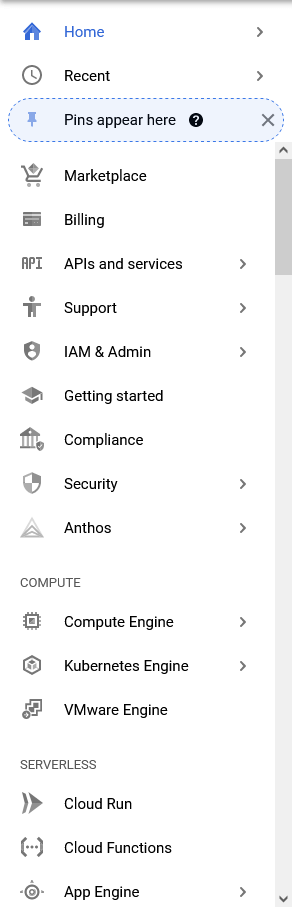 Home
Recent
Pins appear here
Marketplace
Billing
API APIs and services
Support
IAM & Admin
Getting started
Compliance
Security
Anthos
COMPUTE
Compute Engine
Kubernetes Engine
VMware Engine
SERVERLESS
Cloud Run
Cloud Functions
App Engine